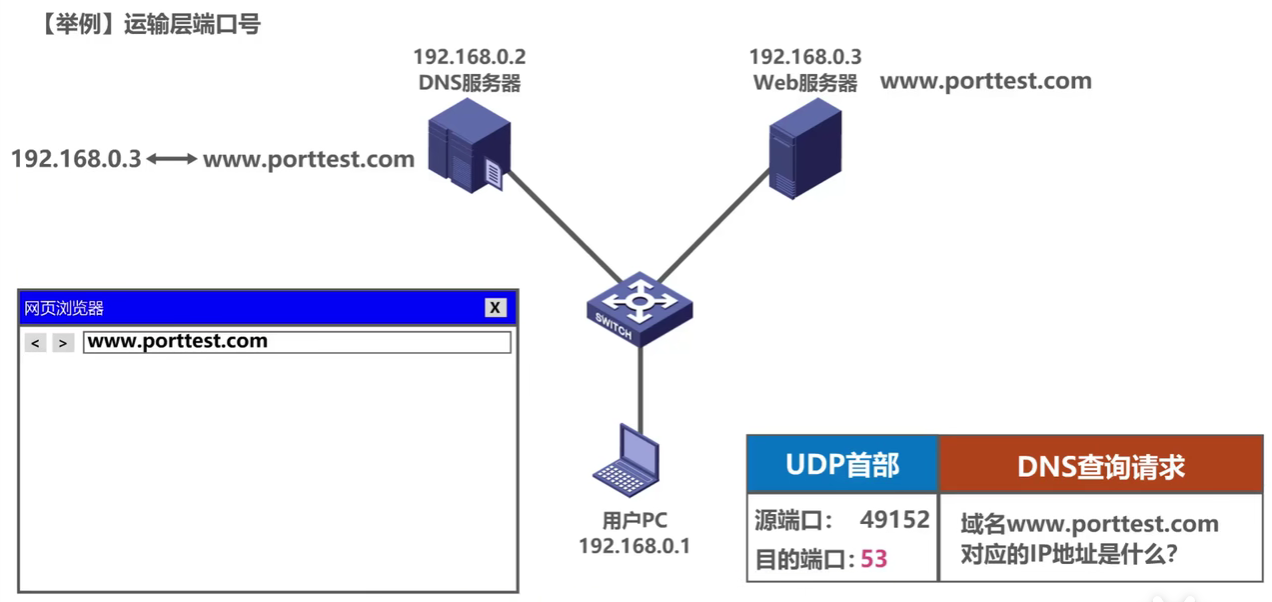 【举例】运输层端口号
192.168.0.2
DNS服务器
192.168.0.3
Web服务器
www.porttest.com
192.168.0.3
www.porttest.com
网页浏览器
X
<
>
www.porttest.com
SWITCH
用户PC
192.168.0.1
UDP首部
DNS查询请求
源端口： 49152
目的端口：53
域名www.porttest.com
对应的IP地址是什么？